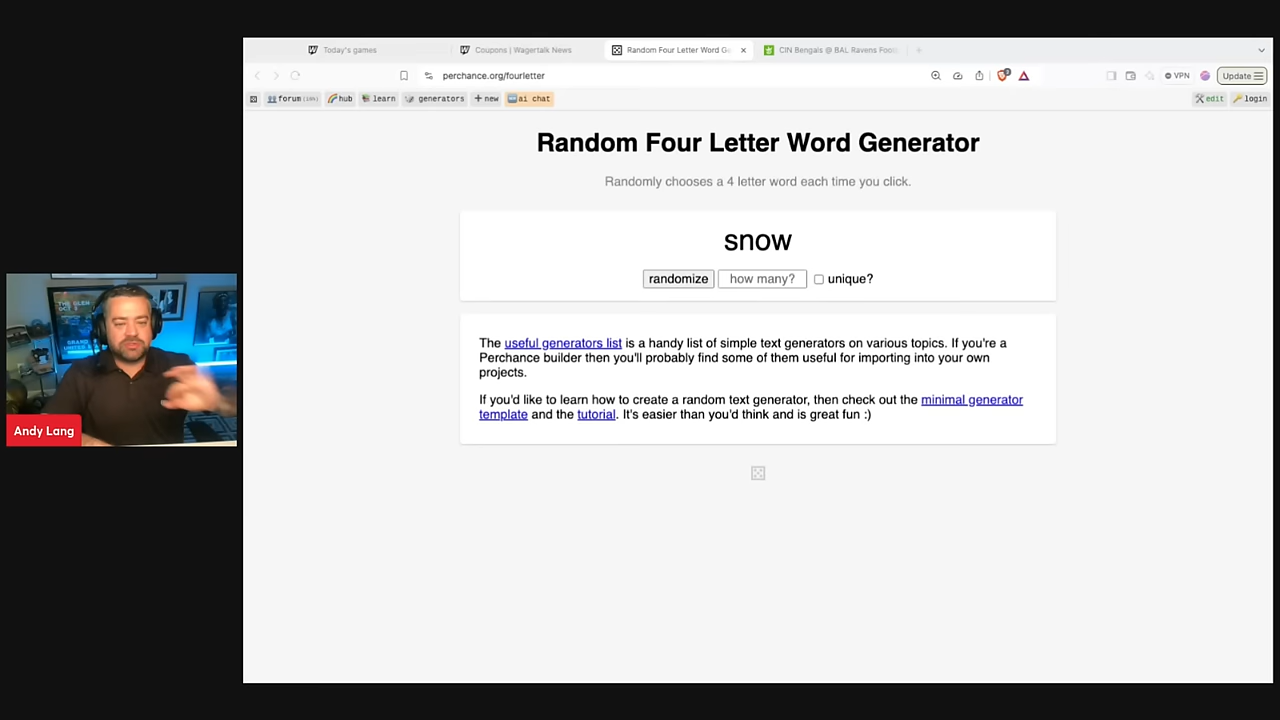 Today's games
Coupons | Wagertalk News
Random Four Letter Word Ge
CIN Bengals @ BAL Ravens Foo
perchance.org/fourletter
VPN
Update
forum
hub
learn
generators
+ new
ai chat
edit
login
Random Four Letter Word Generator
Randomly chooses a 4 letter word each time you click.
snow
randomize
how many?
unique?
The useful generators list is a handy list of simple text generators on various topics. If you're a
Perchance builder then you'll probably find some of them useful for importing into your own
projects.
If you'd like to learn how to create a random text generator, then check out the minimal generator
template and the tutorial. It's easier than you'd think and is great fun :)
THE GLEN
OCT 5
GRAND
UNITED
Andy Lang